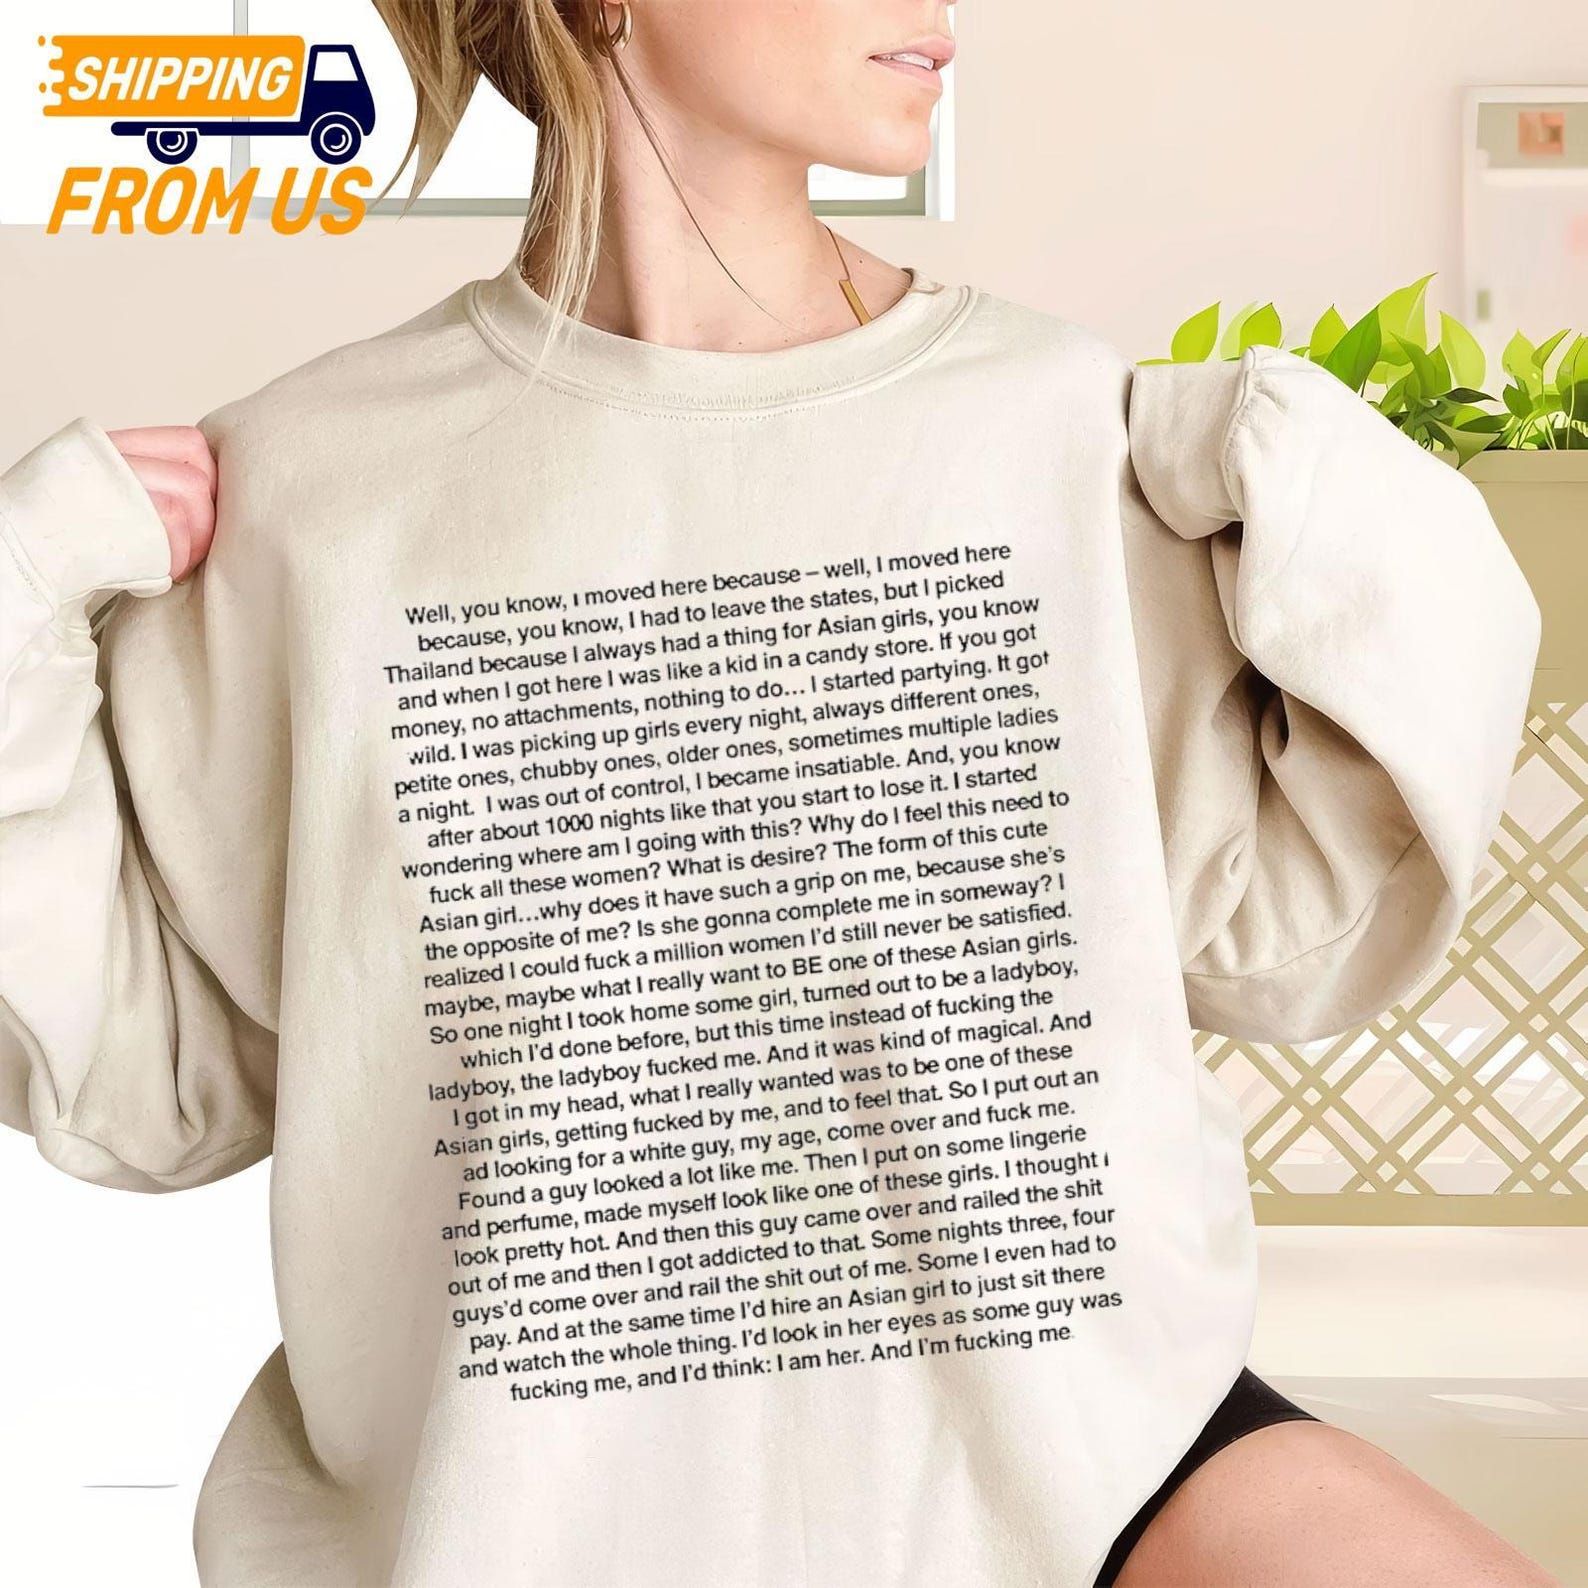 SHIPPING
FROM US
Well, you know, I moved here because – well, I moved here
because, you know, I had to leave the states, but I picked
Thailand because I always had a thing for Asian girls, you know
and when I got here I was like a kid in a candy store. If you got
money, no attachments, nothing to do... I started partying. It got
wild. I was picking up girls every night, always different ones,
petite ones, chubby ones, older ones, sometimes multiple ladies
a night. I was out of control, I became insatiable. And, you know
after about 1000 nights like that you start to lose it. I started
wondering where am I going with this? Why do I feel this need to
fuck all these women? What is desire? The form of this cute
Asian girl...why does it have such a grip on me, because she's
the opposite of me? Is she gonna complete me in someway? I
realized I could fuck a million women I'd still never be satisfied.
maybe, maybe what I really want to BE one of these Asian girls.
So one night I took home some girl, turned out to be a ladyboy,
which I'd done before, but this time instead of fucking the
ladyboy, the ladyboy fucked me. And it was kind of magical. And
I got in my head, what I really wanted was to be one of these
Asian girls, getting fucked by me, and to feel that. So I put out an
ad looking for a white guy, my age, come over and fuck me.
Found a guy looked a lot like me. Then I put on some lingerie
and perfume, made myself look like one of these girls. I thought I
look pretty hot. And then this guy came over and railed the shit
out of me and then I got addicted to that. Some nights three, four
guys'd come over and rail the shit out of me. Some I even had to
pay. And at the same time I'd hire an Asian girl to just sit there
and watch the whole thing. I'd look in her eyes as some guy was
fucking me, and I'd think: I am her. And I'm fucking me.